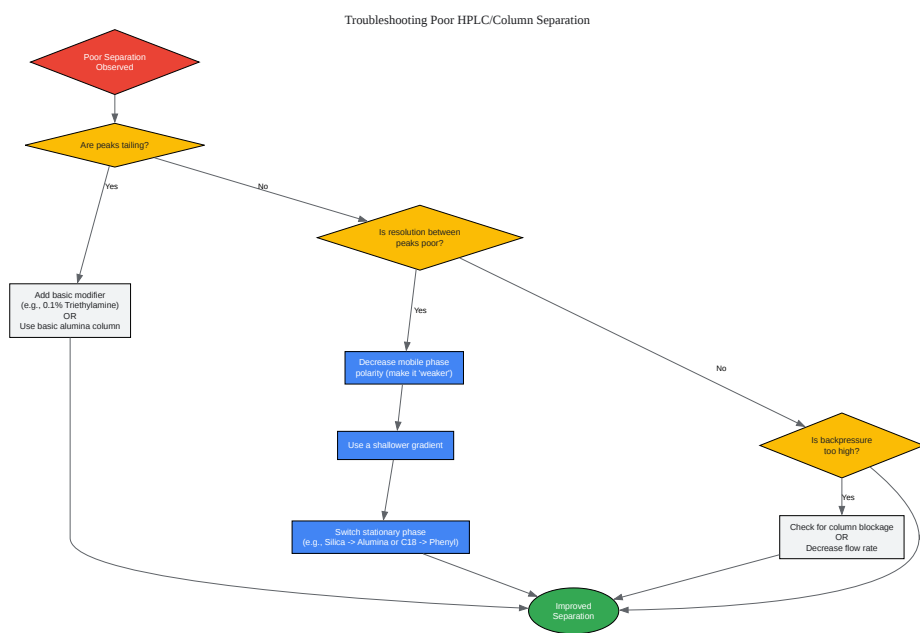 Troubleshooting Poor HPLC/Column Separation
Poor Separation
Observed
Are peaks tailing?
Yes
No
Is resolution between
peaks poor?
Add basic modifier
(e.g., 0.1% Triethylamine)
OR
Use basic alumina column
Yes
Decrease mobile phase
polarity (make it 'weaker')
No
Use a shallower gradient
Is backpressure
too high?
Yes
Switch stationary phase
(e.g., Silica -> Alumina or C18 -> Phenyl)
Check for column blockage
OR
Decrease flow rate
Improved
Separation